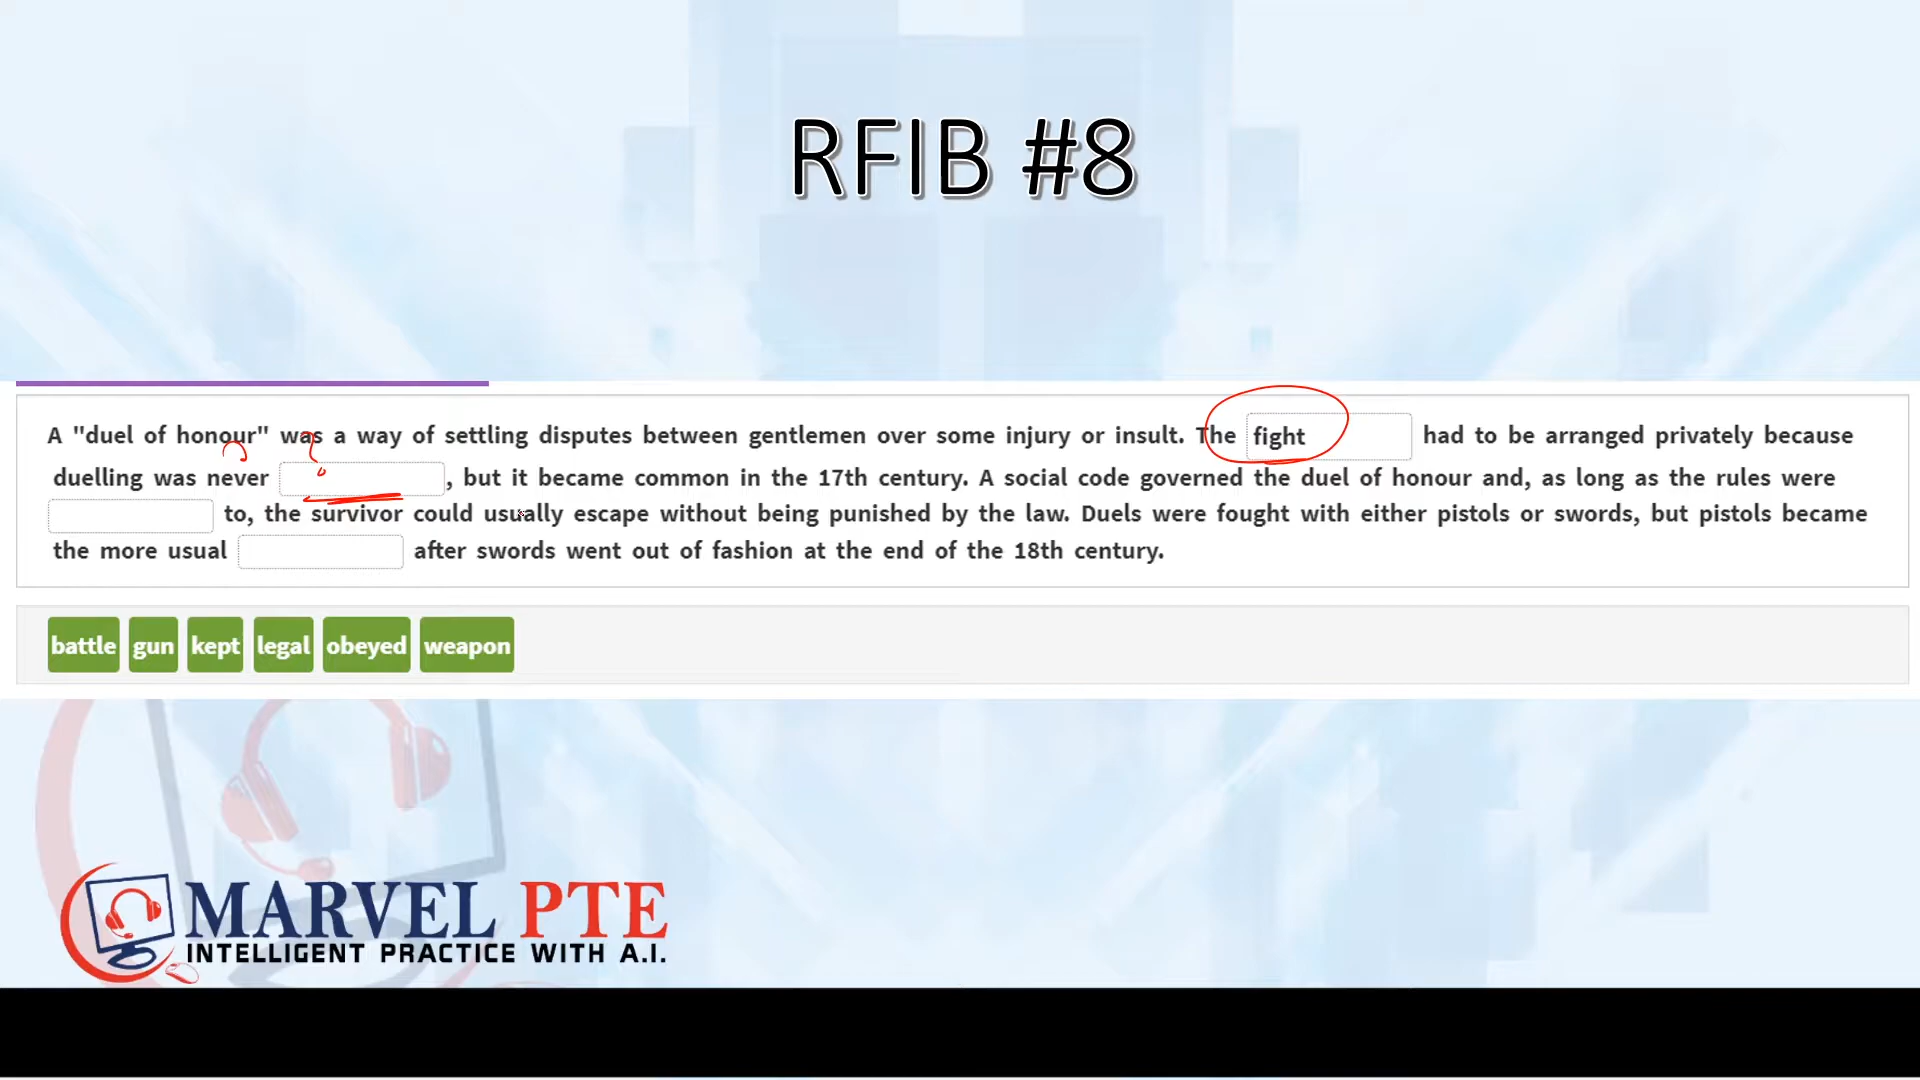 RFIB #8
A "duel of honour" was a way of settling disputes between gentlemen over some injury or insult. The fight had to be arranged privately because
duelling was never , but it became common in the 17th century. A social code governed the duel of honour and, as long as the rules were
to, the survivor could usually escape without being punished by the law. Duels were fought with either pistols or swords, but pistols became
the more usual after swords went out of fashion at the end of the 18th century.
battle gun kept legal obeyed weapon
MARVEL PTE
INTELLIGENT PRACTICE WITH A.I.